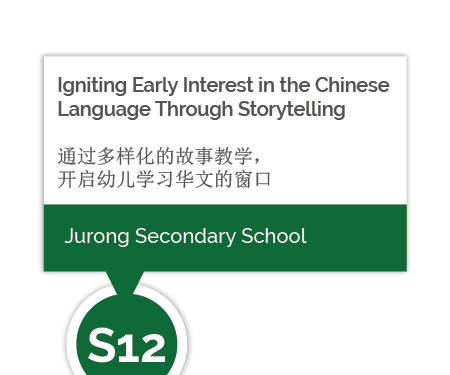 Igniting Early Interest in the Chinese
Language Through Storytelling
通过多样化的故事教学，
开启幼儿学习华文的窗口
Jurong Secondary School
S12